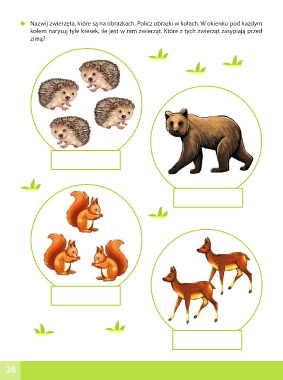 Nazwij zwierzęta, które są na obrazkach. Policz obrazki w kołach. W okienku pod każdym
kołem narysuj tyle kresek, ile jest w nim zwierząt. Które z tych zwierząt zasypiają przed
zimą?
26